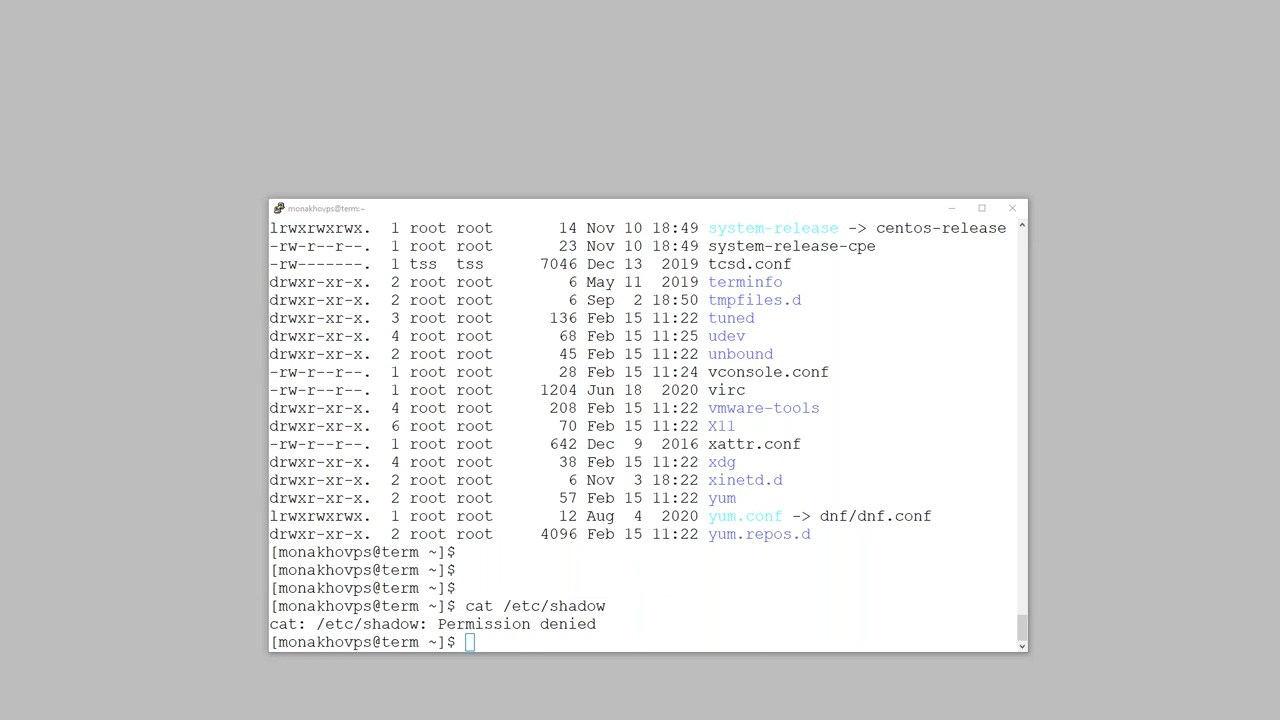 monakhovps@term:~
lrwxrwxrwx. 1 root root 14 Nov 10 18:49 system-release -> centos-release
-rw-r--r--. 1 root root 23 Nov 10 18:49 system-release-cpe
-rw-------. 1 tss tss 7046 Dec 13 2019 tcsd.conf
drwxr-xr-x. 2 root root 6 May 11 2019 terminfo
drwxr-xr-x. 2 root root 6 Sep 2 18:50 tmpfiles.d
drwxr-xr-x. 3 root root 136 Feb 15 11:22 tuned
drwxr-xr-x. 4 root root 68 Feb 15 11:25 udev
drwxr-xr-x. 2 root root 45 Feb 15 11:22 unbound
-rw-r--r--. 1 root root 28 Feb 15 11:24 vconsole.conf
-rw-r--r--. 1 root root 1204 Jun 18 2020 virc
drwxr-xr-x. 4 root root 208 Feb 15 11:22 vmware-tools
drwxr-xr-x. 6 root root 70 Feb 15 11:22 X11
-rw-r--r--. 1 root root 642 Dec 9 2016 xattr.conf
drwxr-xr-x. 4 root root 38 Feb 15 11:22 xdg
drwxr-xr-x. 2 root root 6 Nov 3 18:22 xinetd.d
drwxr-xr-x. 2 root root 57 Feb 15 11:22 yum
lrwxrwxrwx. 1 root root 12 Aug 4 2020 yum.conf -> dnf/dnf.conf
drwxr-xr-x. 2 root root 4096 Feb 15 11:22 yum.repos.d
[monakhovps@term ~]$
[monakhovps@term ~]$
[monakhovps@term ~]$
[monakhovps@term ~]$ cat /etc/shadow
cat: /etc/shadow: Permission denied
[monakhovps@term ~]$